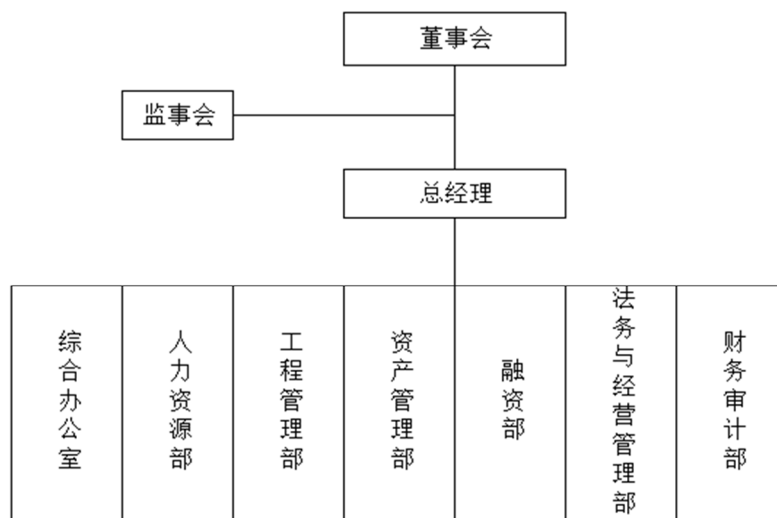 董事会
监事会
总经理
综合办公室
人力资源部
工程管理部
资产管理部
融资部
法务与经营管理部
财务审计部